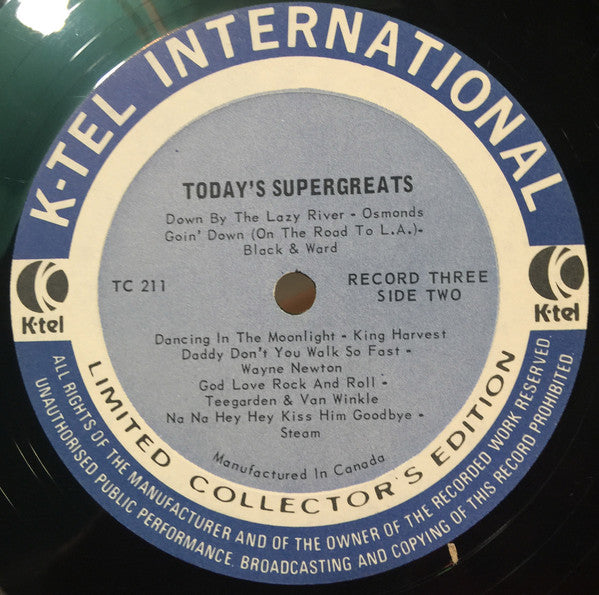 K-TEL INTERNATIONAL
TODAY'S SUPERGREATS
Down By The Lazy River - Osmonds
Goin' Down (On The Road To L.A.)-
Black & Ward
TC 211
RECORD THREE
SIDE TWO
K-tel
K-tel
Dancing In The Moonlight - King Harvest
Daddy Don't You Walk So Fast -
Wayne Newton
God Love Rock And Roll -
Teegarden & Van Winkle
Na Na Hey Hey Kiss Him Goodbye -
Steam
Manufactured In Canada
LIMITED COLLECTOR'S EDITION
ALL RIGHTS OF THE MANUFACTURER AND OF THE OWNER OF THE RECORDED WORK RESERVED.
UNAUTHORISED PUBLIC PERFORMANCE. BROADCASTING AND COPYING OF THIS RECORD PROHIBITED.